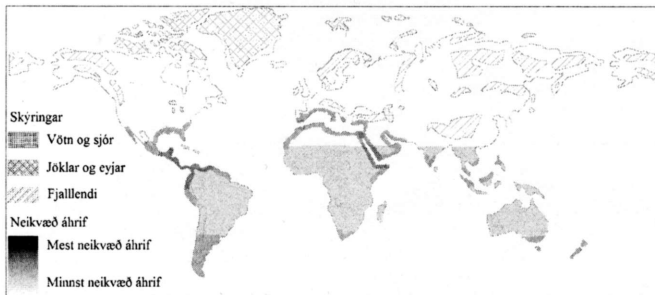 Skýringar
Vötn og sjór
Jöklar og eyjar
Fjalllendi
Neikvæð áhrif
Mest neikvæð áhrif
Minnst neikvæð áhrif